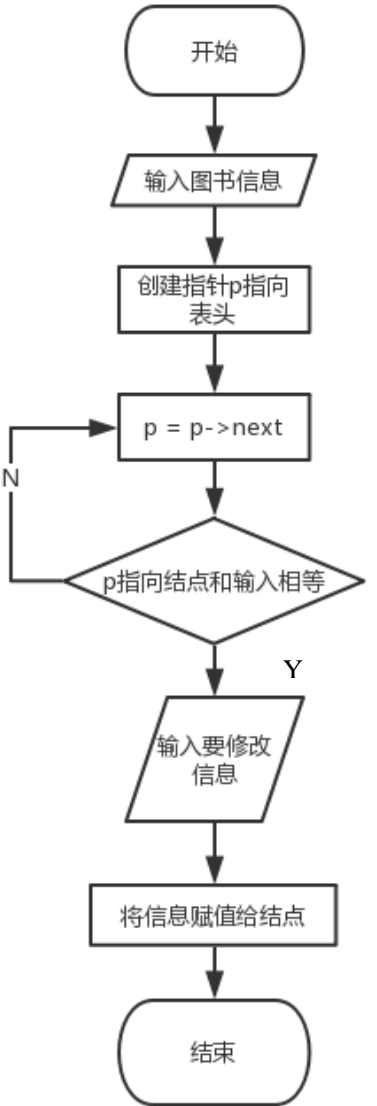 开始
输入图书信息
创建指针p指向
表头
p = p->next
N
p指向结点和输入相等
Y
输入要修改
信息
将信息赋值给结点
结束